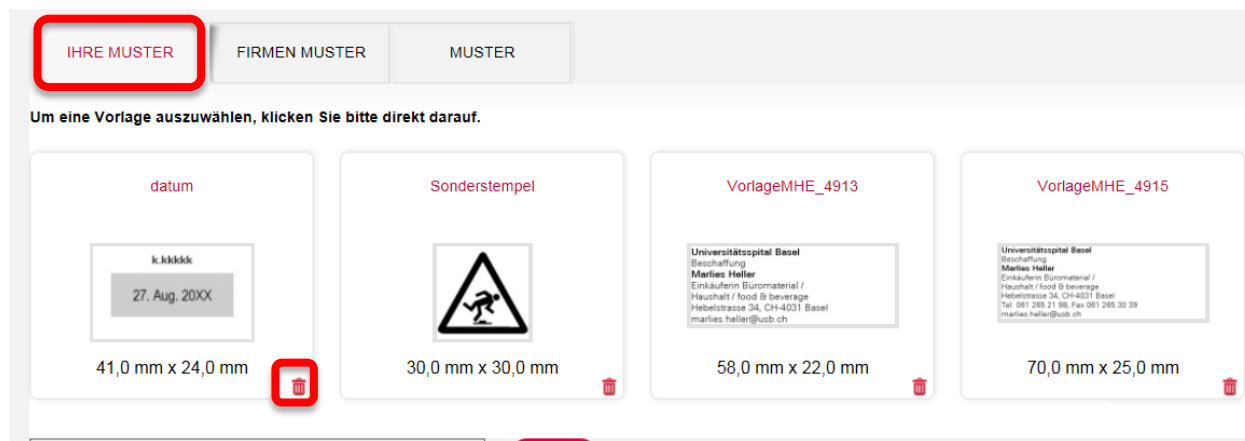 IHRE MUSTER
FIRMEN MUSTER
MUSTER
Um eine Vorlage auszuwählen, klicken Sie bitte direkt darauf.
datum
k.kkkkk
27. Aug. 20XX
41,0 mm x 24,0 mm
Sonderstempel
30,0 mm x 30,0 mm
VorlageMHE_4913
Universitätsspital Basel
Beschaffung
Marlies Heller
Einkäuferin Büromaterial /
Haushalt / food & beverage
Hebelstrasse 34, CH-4031 Basel
marlies.heller@usb.ch
58,0 mm x 22,0 mm
VorlageMHE_4915
Universitätsspital Basel
Beschaffung
Marlies Heller
Einkäuferin Büromaterial /
Haushalt / food & beverage
Hebelstrasse 34, CH-4031 Basel
Tel. 061 265 21 98, Fax 061 265 30 39
marlies.heller@usb.ch
70,0 mm x 25,0 mm